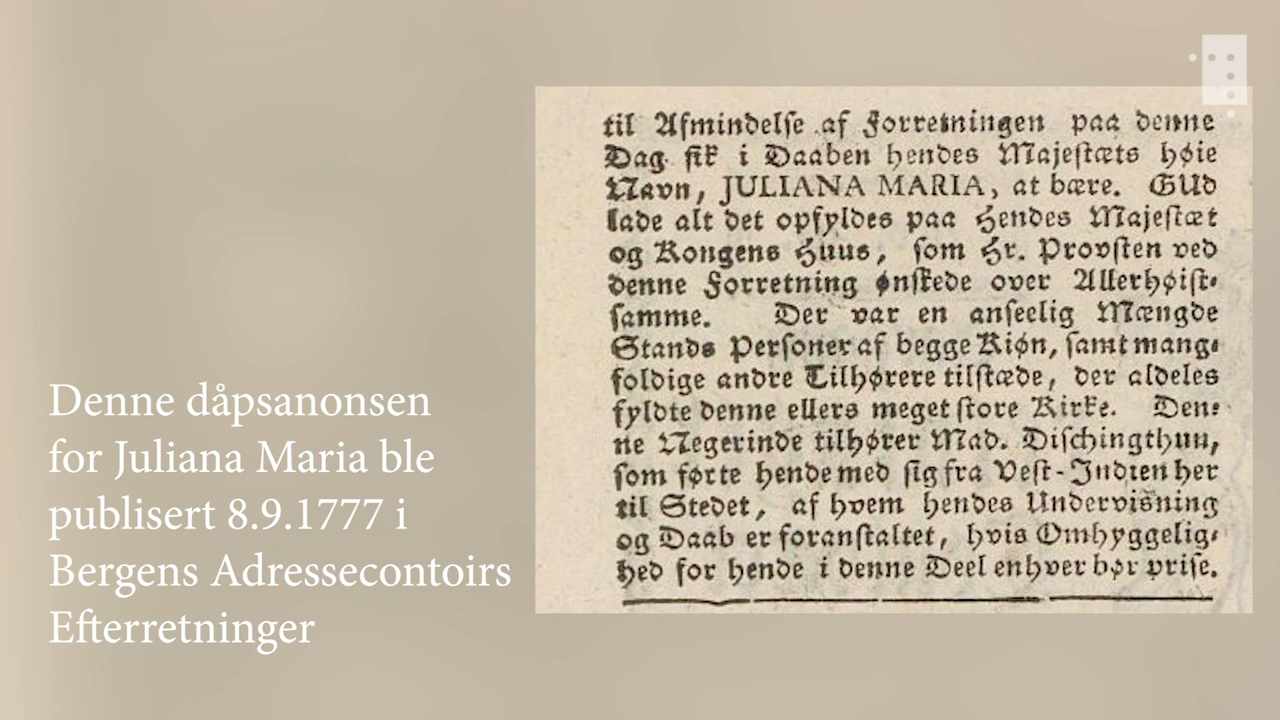 Denne dåpsanonsen
for Juliana Maria ble
publisert 8.9.1777 i
Bergens Adressecontoirs
Efterretninger
til Afmindelſe af Forretningen paa denne
Dag fik i Daaben hendes Majeſtæts høie
Navn, JULIANA MARIA, at bære. GUd
lade alt det opfyldes paa Hendes Majeſtæt
og Kongens Huus, ſom Hr. Provſten ved
denne Forretning ønſkede over Allerhøiſt⸗
ſamme. Der var en anſeelig Mængde
Stands Perſoner af begge Kiøn, ſamt mang⸗
foldige andre Tilhørere tilſtæde, der aldeles
fyldte denne ellers meget ſtore Kirke. Den⸗
ne Negerinde tilhører Mad. Diſchingthun,
ſom førte hende med ſig fra Veſt-Indien her
til Stedet, af hvem hendes Underviisning
og Daab er foranſtaltet, hvis Omhyggelig⸗
hed for hende i denne Deel enhver bør priſe.